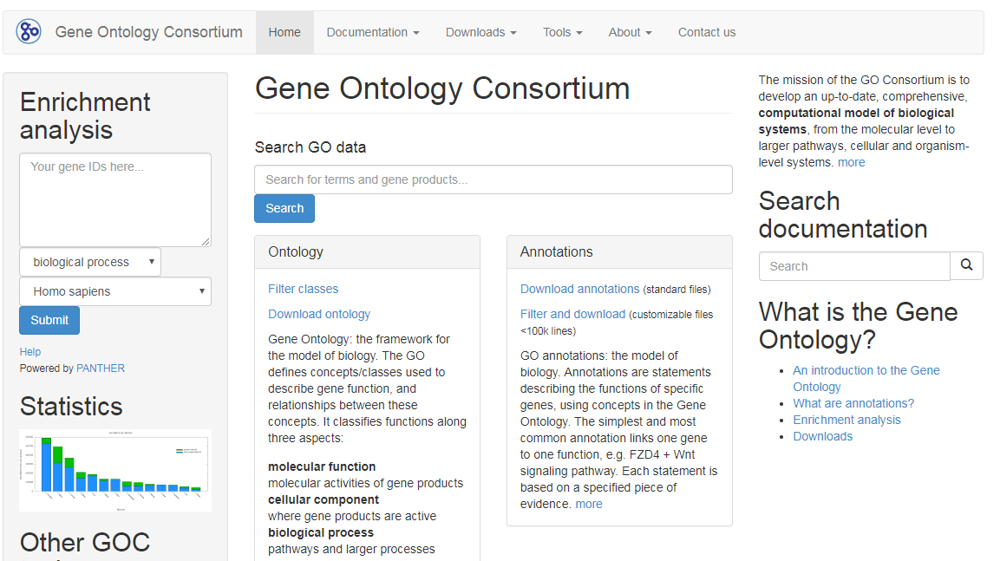 Gene Ontology Consortium
Home
Documentation
Downloads
Tools
About
Contact us
Enrichment
analysis
Your gene IDs here...
biological process
Homo sapiens
Submit
Help
Powered by PANTHER
Statistics
Other GOC
Gene Ontology Consortium
Search GO data
Search for terms and gene products...
Search
Ontology
Filter classes
Download ontology
Gene Ontology: the framework for
the model of biology. The GO
defines concepts/classes used to
describe gene function, and
relationships between these
concepts. It classifies functions along
three aspects:
molecular function
molecular activities of gene products
cellular component
where gene products are active
biological process
pathways and larger processes
Annotations
Download annotations (standard files)
Filter and download (customizable files
<100k lines)
GO annotations: the model of
biology. Annotations are statements
describing the functions of specific
genes, using concepts in the Gene
Ontology. The simplest and most
common annotation links one gene
to one function, e.g. FZD4 + Wnt
signaling pathway. Each statement is
based on a specified piece of
evidence. more
The mission of the GO Consortium is to
develop an up-to-date, comprehensive,
computational model of biological
systems, from the molecular level to
larger pathways, cellular and organism-
level systems. more
Search
documentation
Search
What is the Gene
Ontology?
An introduction to the Gene
Ontology
What are annotations?
Enrichment analysis
Downloads